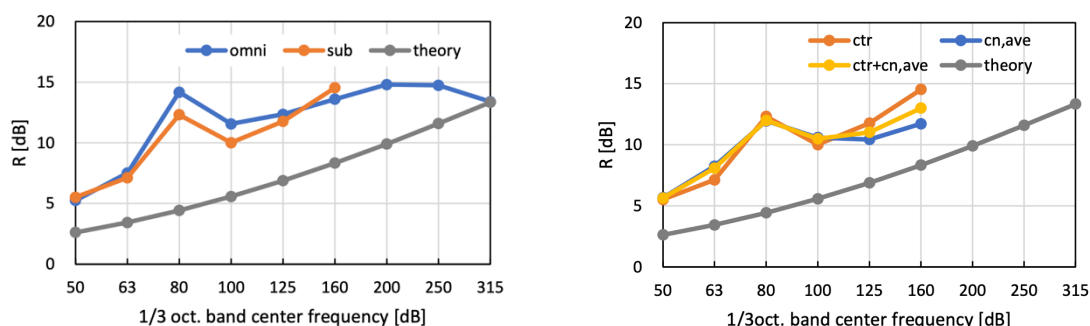 20
15
10
5
0
R [dB]
omni sub theory
50 63 80 100 125 160 200 250 315
1/3 oct. band center frequency [dB]
20
15
10
5
0
R [dB]
ctr cn,ave
ctr+cn,ave theory
50 63 80 100 125 160 200 250 315
1/3oct. band center frequency [dB]